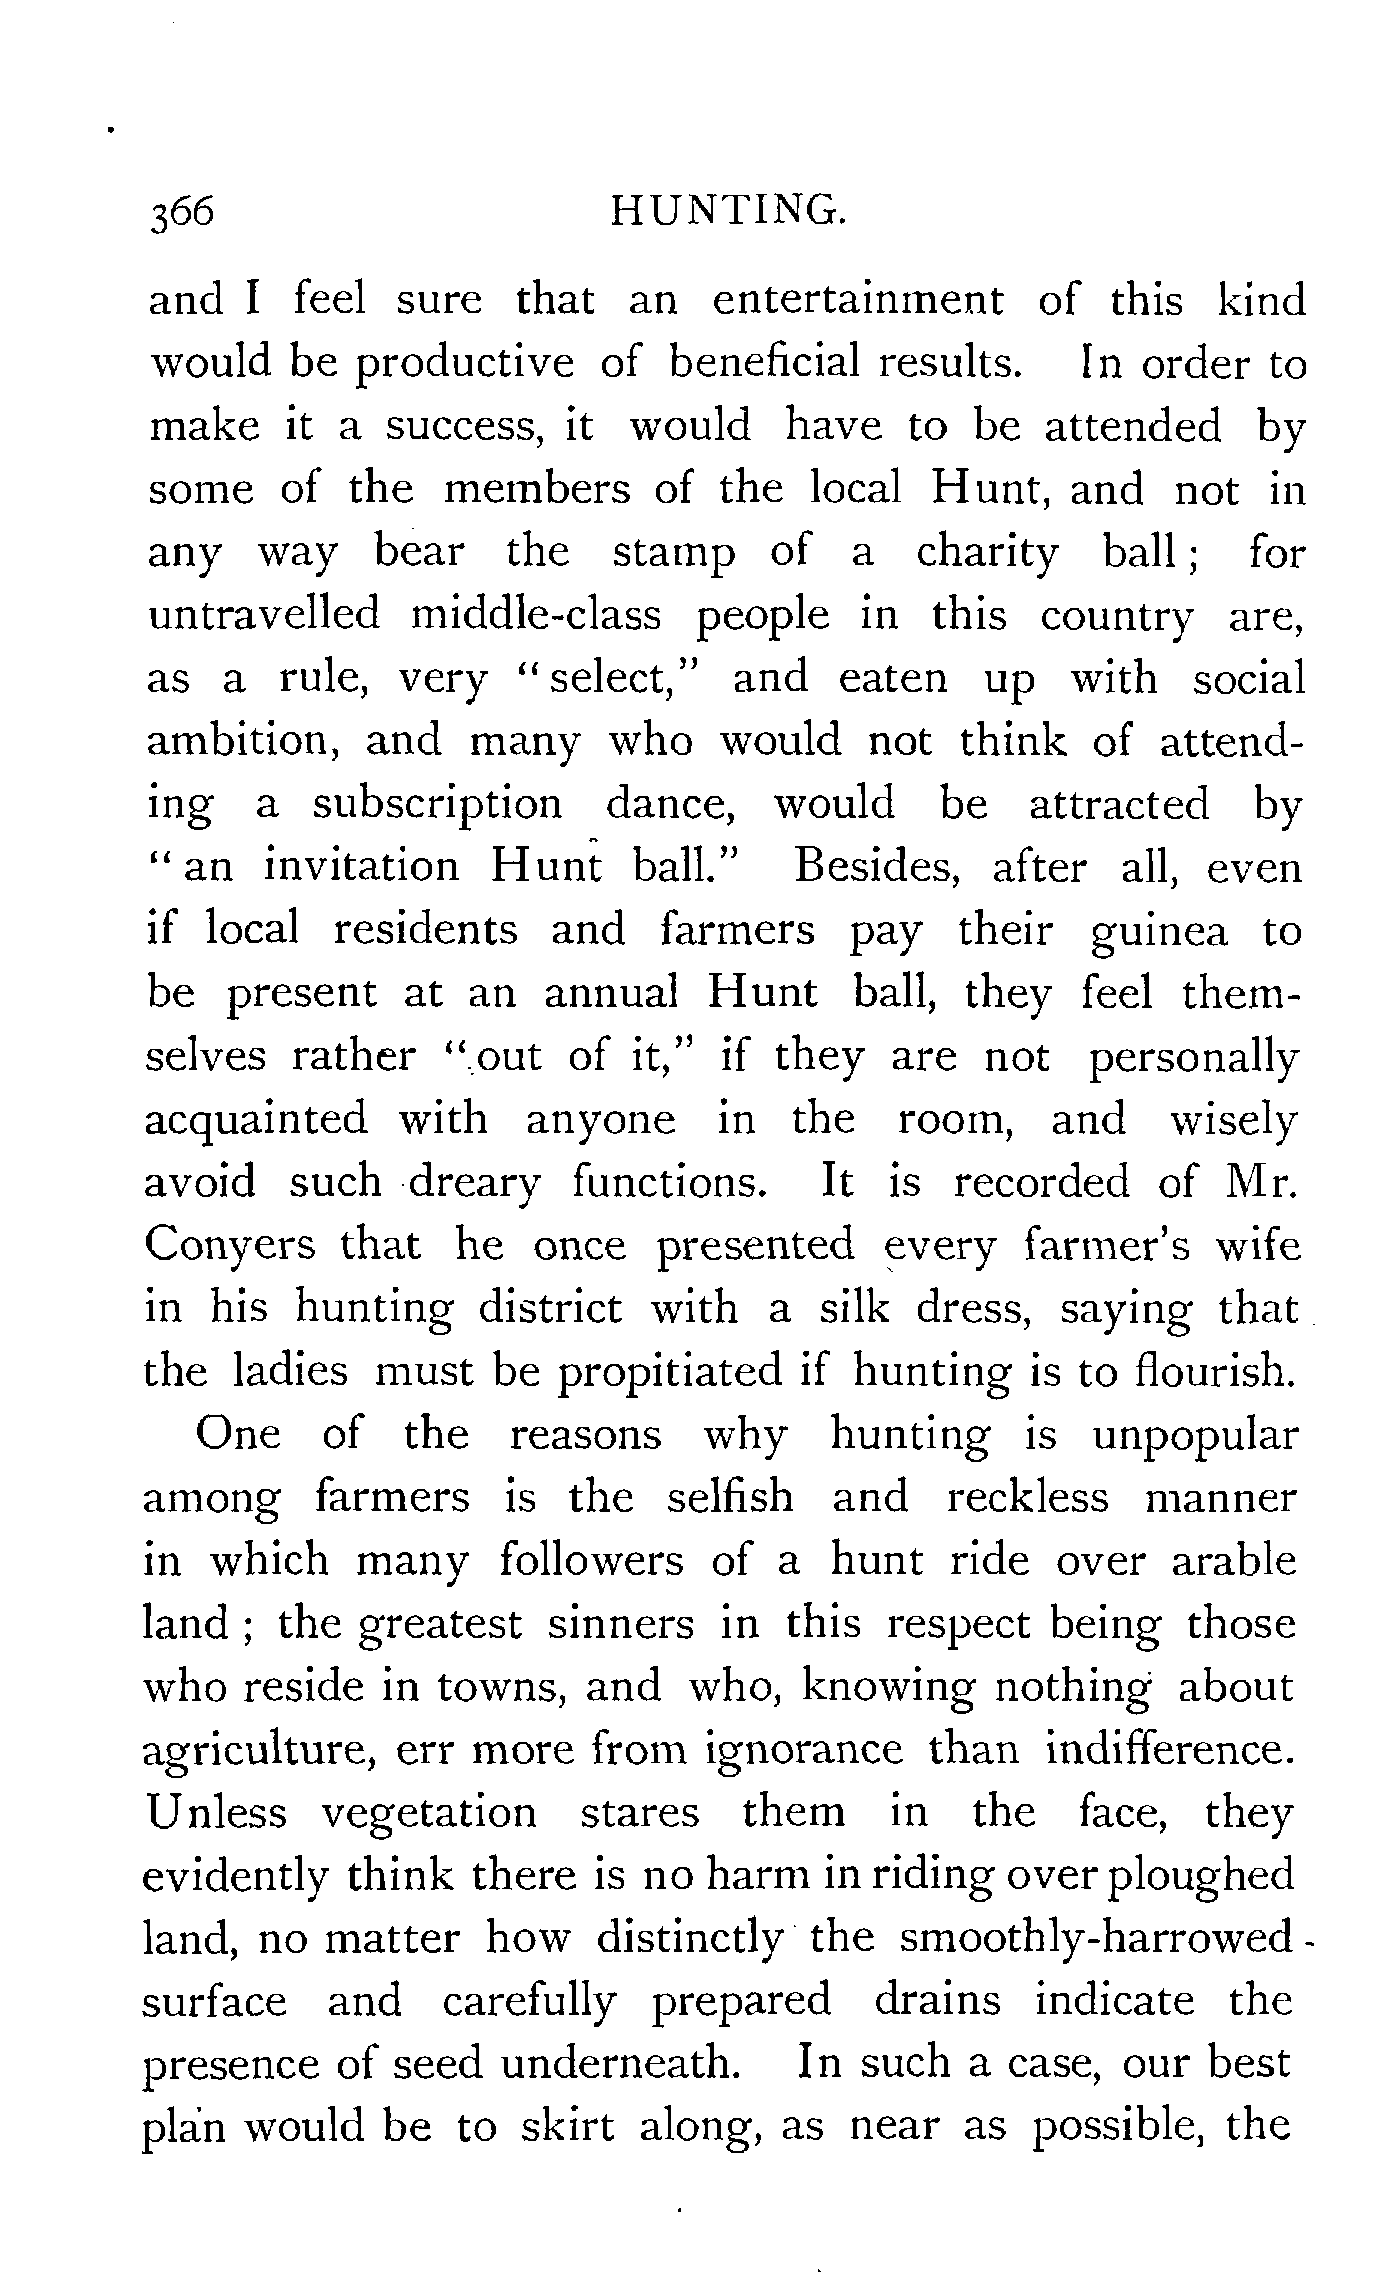 366 HUNTING.
and I feel sure that an entertainment of this kind
would be productive of beneficial results. In order to
make it a success, it would have to be attended by
some of the members of the local Hunt, and not in
any way bear the stamp of a charity ball ; for
untravelled middle-class people in this country are,
as a rule, very “ select,” and eaten up with social
ambition, and many who would not think of attend-
ing a subscription dance, would be attracted by
“ an invitation Hunt ball.” Besides, after all, even
if local residents and farmers pay their guinea to
be present at an annual Hunt ball, they feel them-
selves rather “ out of it,” if they are not personally
acquainted with anyone in the room, and wisely
avoid such dreary functions. It is recorded of Mr.
Conyers that he once presented every farmer’s wife
in his hunting district with a silk dress, saying that
the ladies must be propitiated if hunting is to flourish.
One of the reasons why hunting is unpopular
among farmers is the selfish and reckless manner
in which many followers of a hunt ride over arable
land ; the greatest sinners in this respect being those
who reside in towns, and who, knowing nothing about
agriculture, err more from ignorance than indifference.
Unless vegetation stares them in the face, they
evidently think there is no harm in riding over ploughed
land, no matter how distinctly the smoothly-harrowed
surface and carefully prepared drains indicate the
presence of seed underneath. In such a case, our best
plan would be to skirt along, as near as possible, the